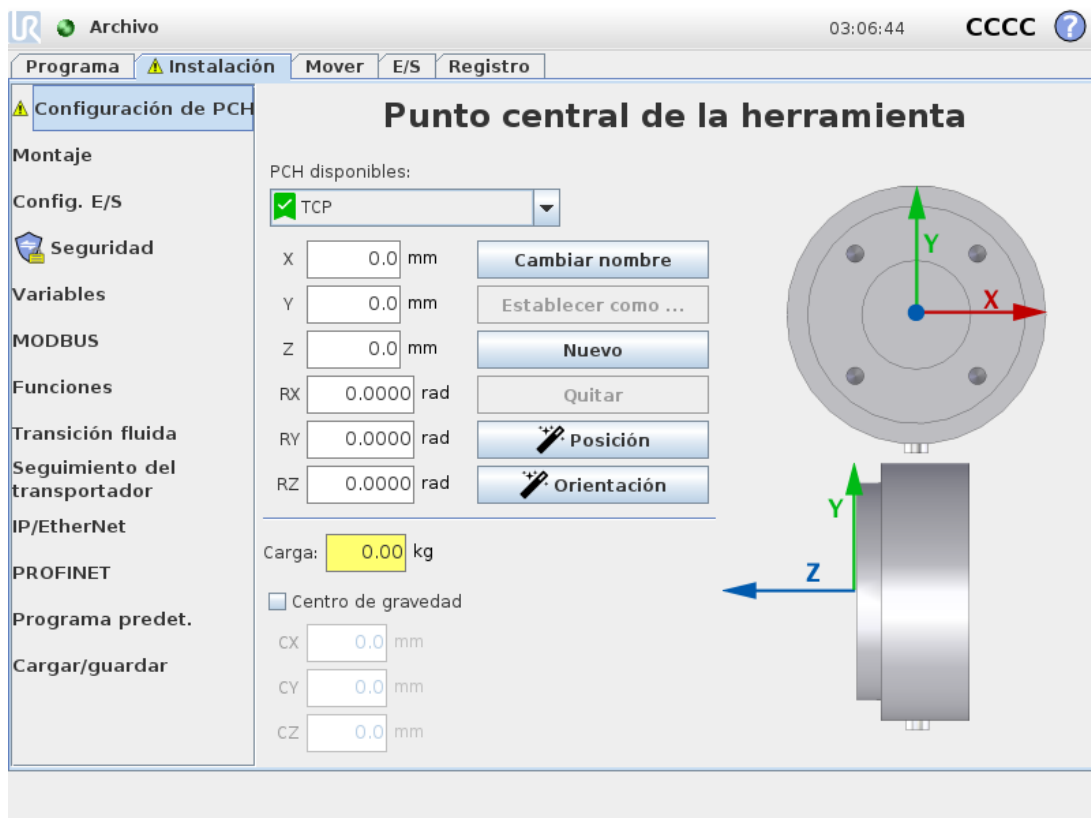 UR Archivo 03:06:44 CCCC ?
Programa Instalación Mover E/S Registro
Configuración de PCH
Montaje
Config. E/S
Seguridad
Variables
MODBUS
Funciones
Transición fluida
Seguimiento del
transportador
IP/EtherNet
PROFINET
Programa predet.
Cargar/guardar
Punto central de la herramienta
PCH disponibles:
TCP
X 0.0 mm Cambiar nombre
Y 0.0 mm Establecer como ...
Z 0.0 mm Nuevo
RX 0.0000 rad Quitar
RY 0.0000 rad Posición
RZ 0.0000 rad Orientación
Carga: 0.00 kg
Centro de gravedad
CX 0.0 mm
CY 0.0 mm
CZ 0.0 mm
Y
X
Y
Z